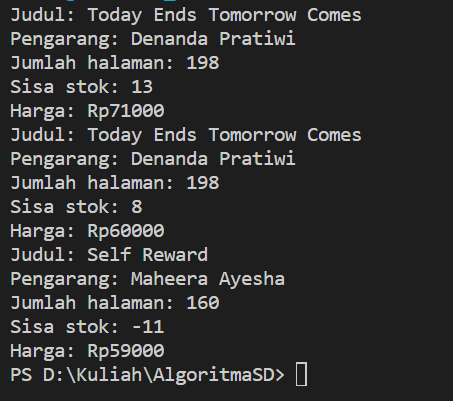 Judul: Today Ends Tomorrow Comes
Pengarang: Denanda Pratiwi
Jumlah halaman: 198
Sisa stok: 13
Harga: Rp71000
Judul: Today Ends Tomorrow Comes
Pengarang: Denanda Pratiwi
Jumlah halaman: 198
Sisa stok: 8
Harga: Rp60000
Judul: Self Reward
Pengarang: Maheera Ayesha
Jumlah halaman: 160
Sisa stok: -11
Harga: Rp59000
PS D:\Kuliah\AlgoritmaSD>